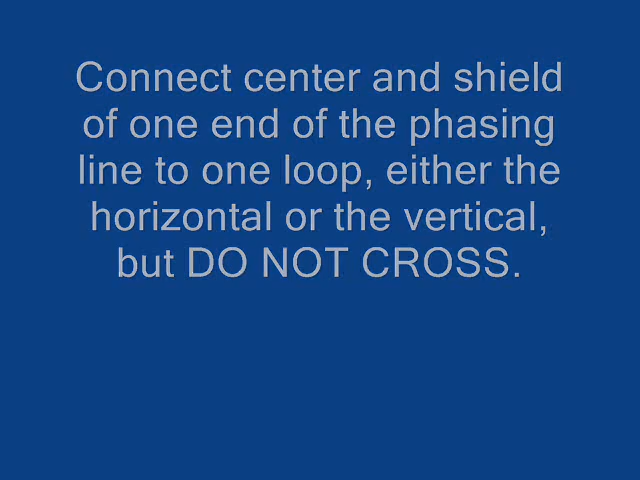 Connect center and shield
of one end of the phasing
line to one loop, either the
horizontal or the vertical,
but DO NOT CROSS.